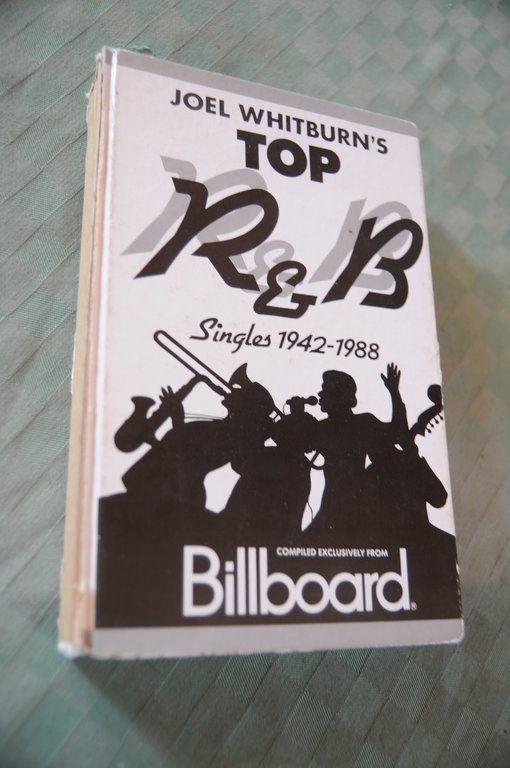 JOEL WHITBURN'S
TOP
R&B
Singles 1942-1988
COMPILED EXCLUSIVELY FROM
Billboard®